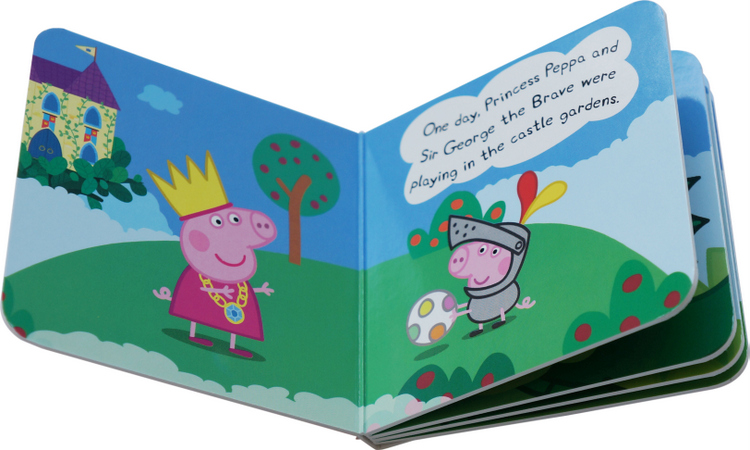 One day, Princess Peppa and
Sir George the Brave were
playing in the castle gardens.